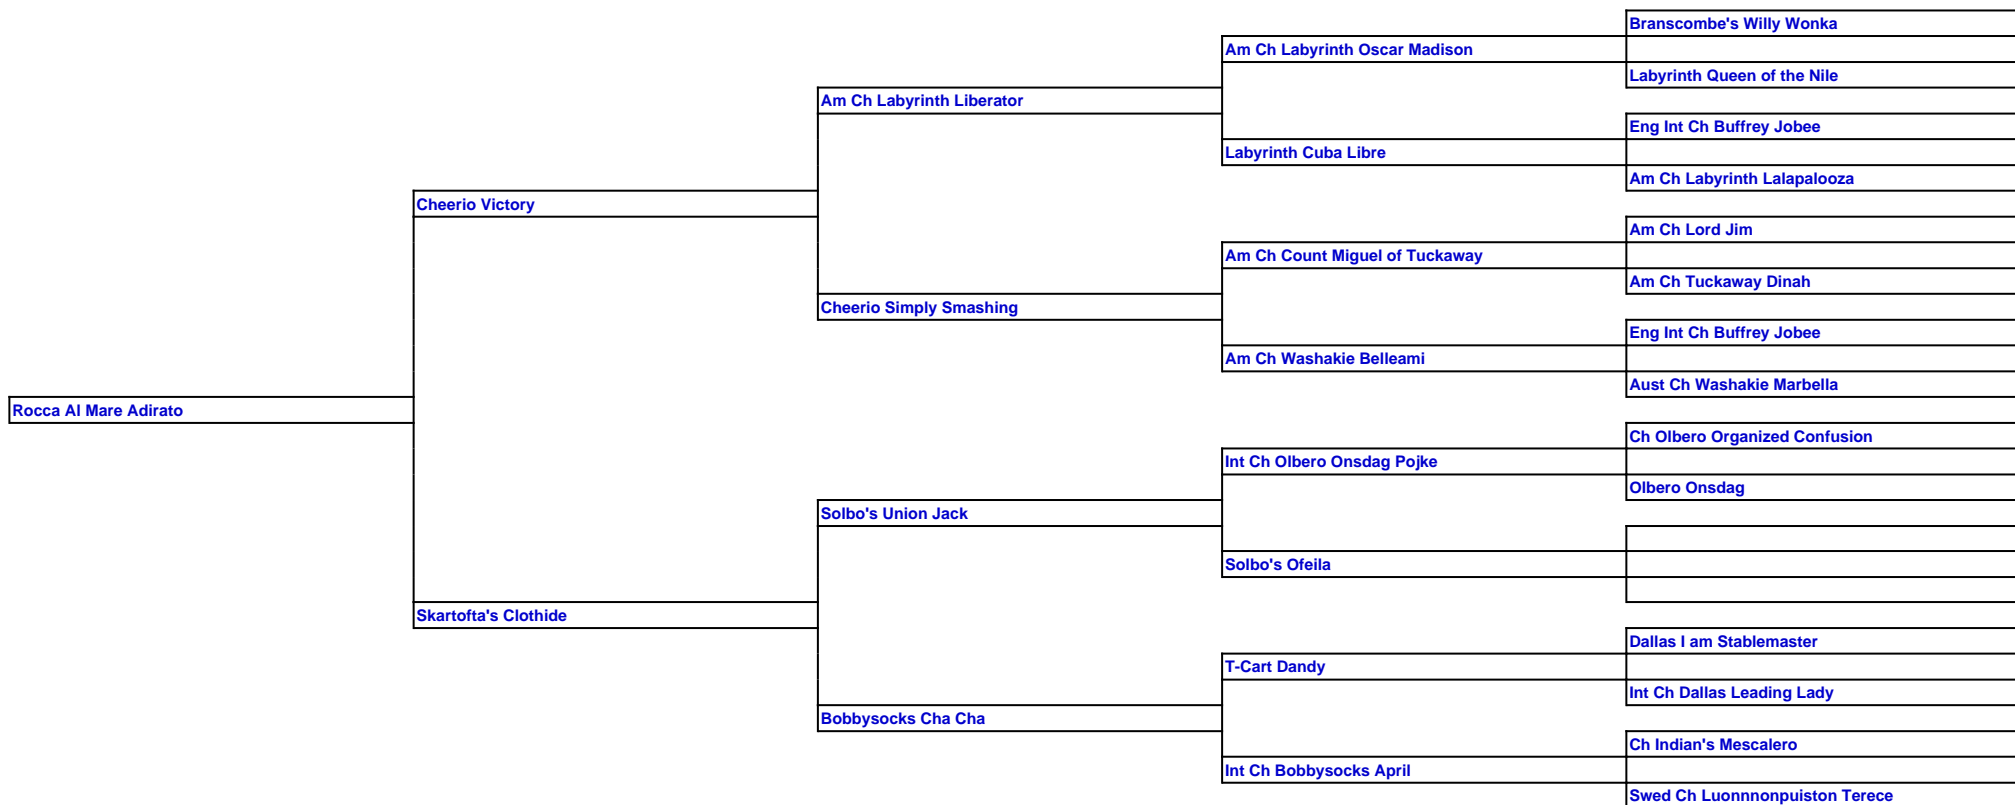 Branscombe's Willy Wonka
Am Ch Labyrinth Oscar Madison
Labyrinth Queen of the Nile
Am Ch Labyrinth Liberator
Eng Int Ch Buffrey Jobee
Labyrinth Cuba Libre
Am Ch Labyrinth Lalapalooza
Cheerio Victory
Am Ch Lord Jim
Am Ch Count Miguel of Tuckaway
Am Ch Tuckaway Dinah
Cheerio Simply Smashing
Eng Int Ch Buffrey Jobee
Am Ch Washakie Belleami
Aust Ch Washakie Marbella
Rocca Al Mare Adirato
Ch Olbero Organized Confusion
Int Ch Olbero Onsdag Pojke
Olbero Onsdag
Solbo's Union Jack
Solbo's Ofeila
Skartofta's Clothide
Dallas I am Stablemaster
T-Cart Dandy
Int Ch Dallas Leading Lady
Bobbysocks Cha Cha
Ch Indian's Mescalero
Int Ch Bobbysocks April
Swed Ch Luonnnonpuiston Terece